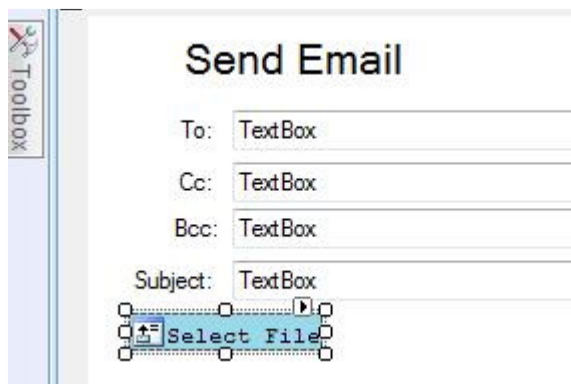 Toolbox
Send Email
To: TextBox
Cc: TextBox
Bcc: TextBox
Subject: TextBox
Select File